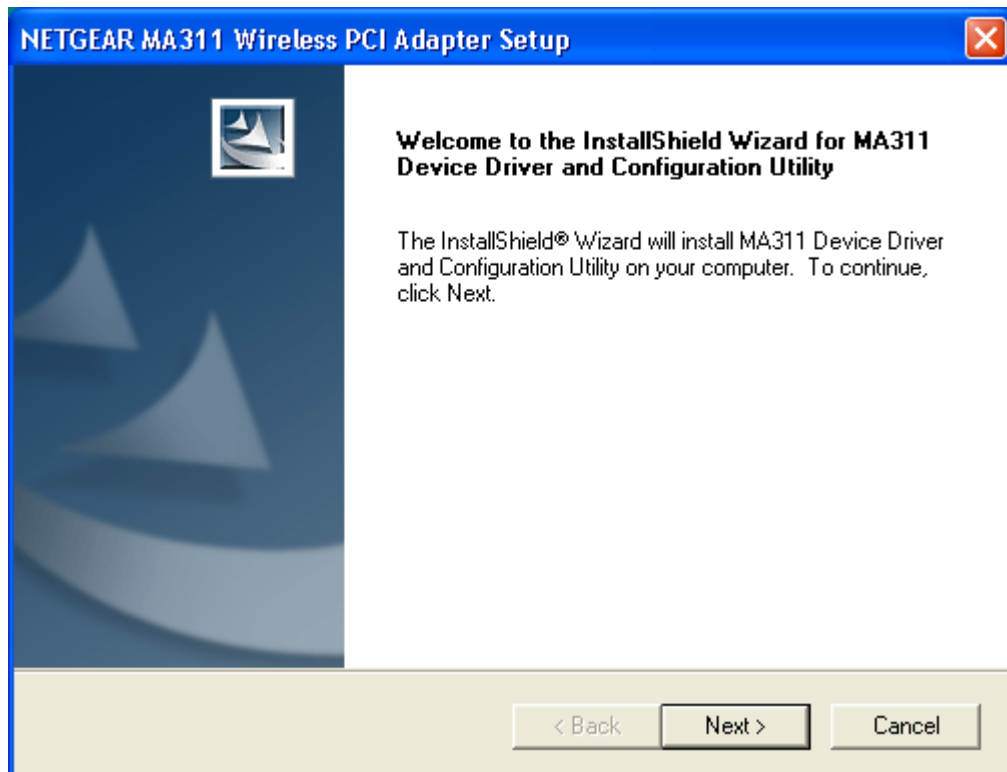 NETGEAR MA311 Wireless PCI Adapter Setup
Welcome to the InstallShield Wizard for MA311
Device Driver and Configuration Utility
The InstallShield® Wizard will install MA311 Device Driver
and Configuration Utility on your computer. To continue,
click Next.
< Back
Next >
Cancel